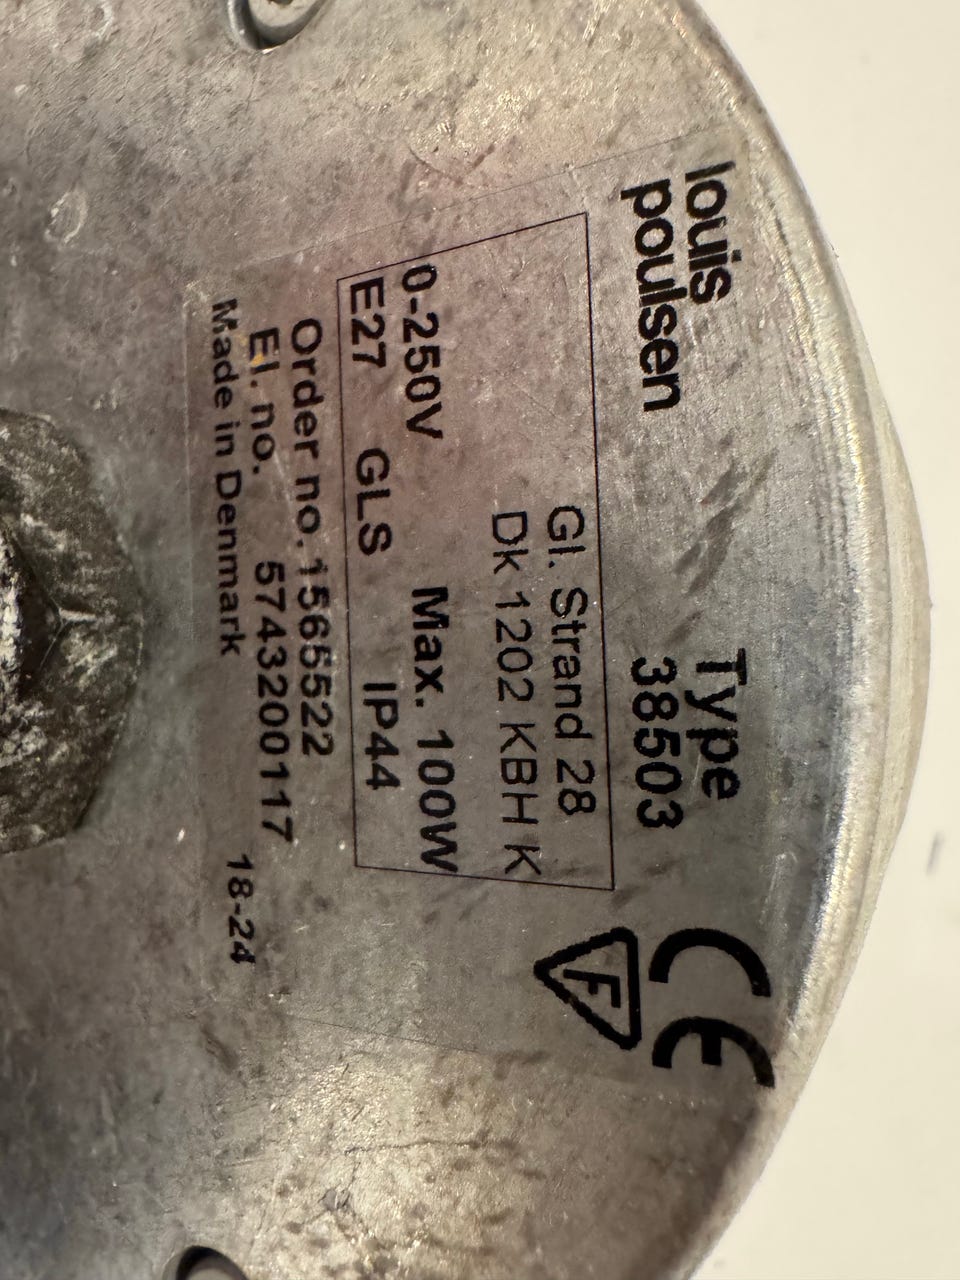 louis
poulsen
Type
38503
CE
Gl. Strand 28
DK 1202 KBH K
F
0-250V Max. 100W
E27 GLS IP44
Order no. 1565522
El. no. 5743200117
Made in Denmark 18-24